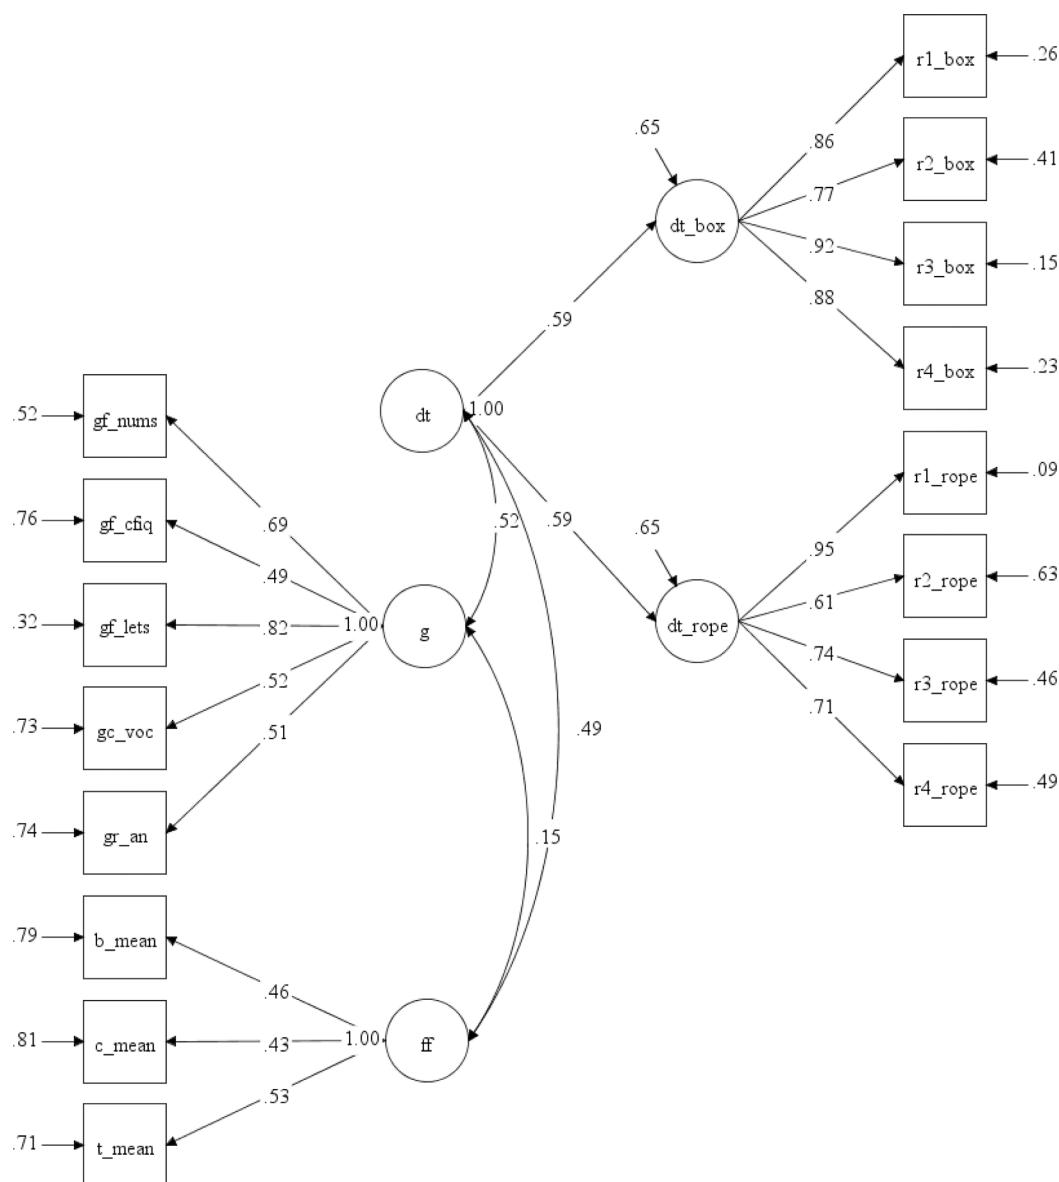 r1_box
.26
.86
.65
r2_box
.41
.77
dt_box
.92
r3_box
.15
.88
.59
r4_box
.23
dt
1.00
.52
gf_nums
r1_rope
.09
.69
.52
.59
.65
.95
.76
gf_cfiq
.49
r2_rope
.63
.61
.32
gf_lets
.82
1.00
g
dt_rope
.74
r3_rope
.46
.52
.71
.73
gc_voc
.51
.49
r4_rope
.49
.74
gr_an
.15
.79
b_mean
.46
.81
c_mean
.43
1.00
ff
.53
.71
t_mean